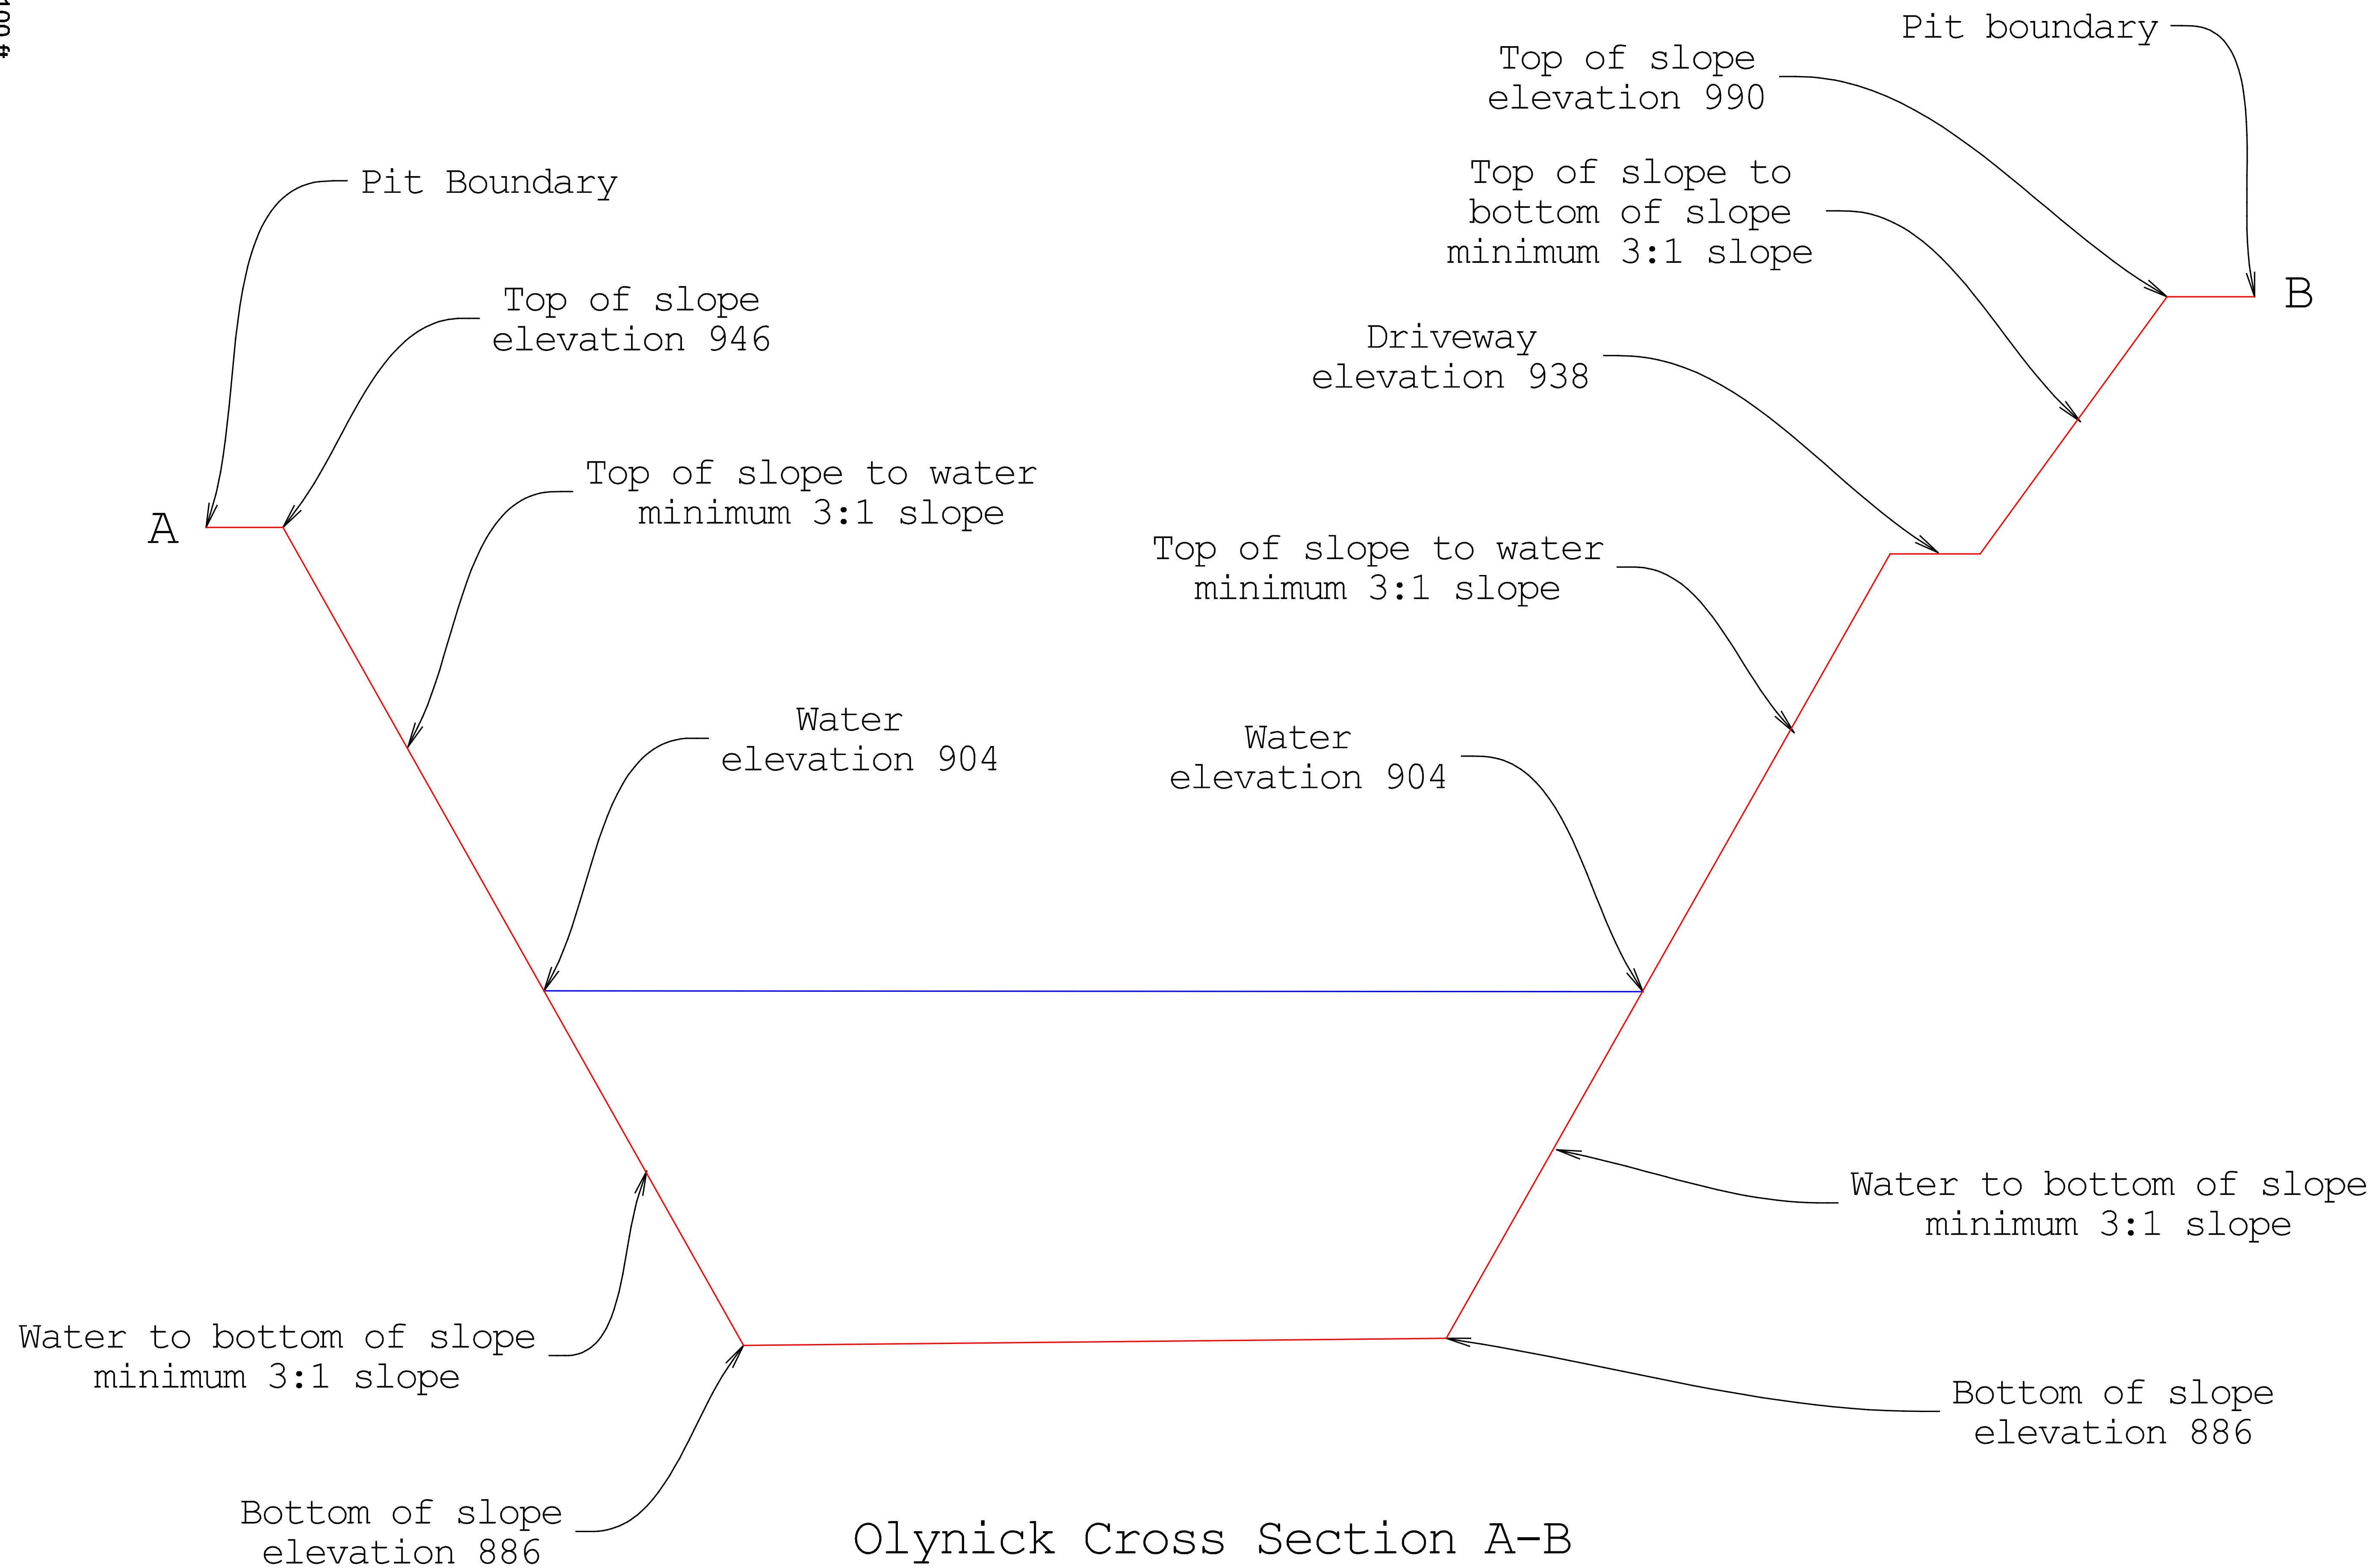 100 ft
Pit boundary
Top of slope
elevation 990
Top of slope to
bottom of slope
minimum 3:1 slope
Pit Boundary
B
Top of slope
elevation 946
Driveway
elevation 938
Top of slope to water
minimum 3:1 slope
A
Top of slope to water
minimum 3:1 slope
Water
elevation 904
Water
elevation 904
Water to bottom of slope
minimum 3:1 slope
Water to bottom of slope
minimum 3:1 slope
Bottom of slope
elevation 886
Bottom of slope
elevation 886
Olynick Cross Section A-B